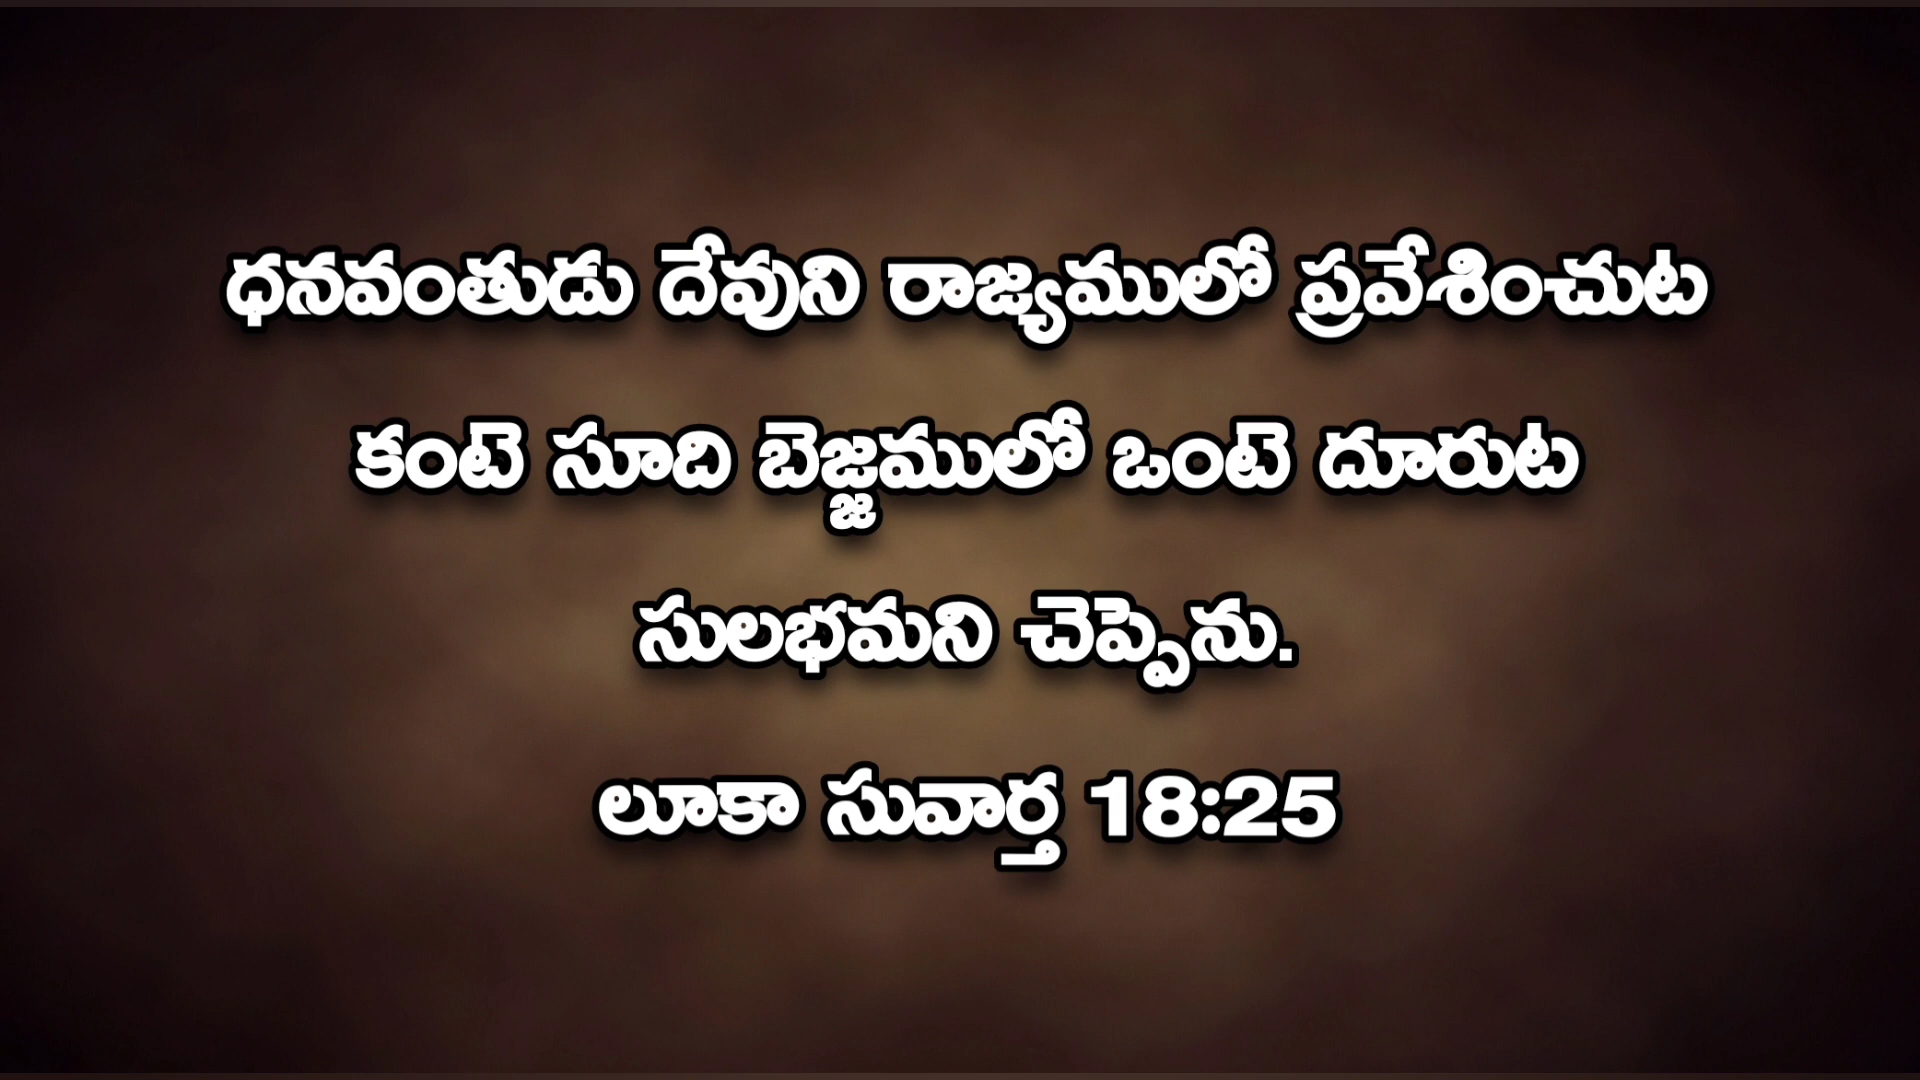 ధనవంతుడు దేవుని రాజ్యములో ప్రవేశించుట
కంటె సూది బెజ్జములో ఒంటె దూరుట
సులభమని చెప్పెను.
లూకా సువార్త 18:25